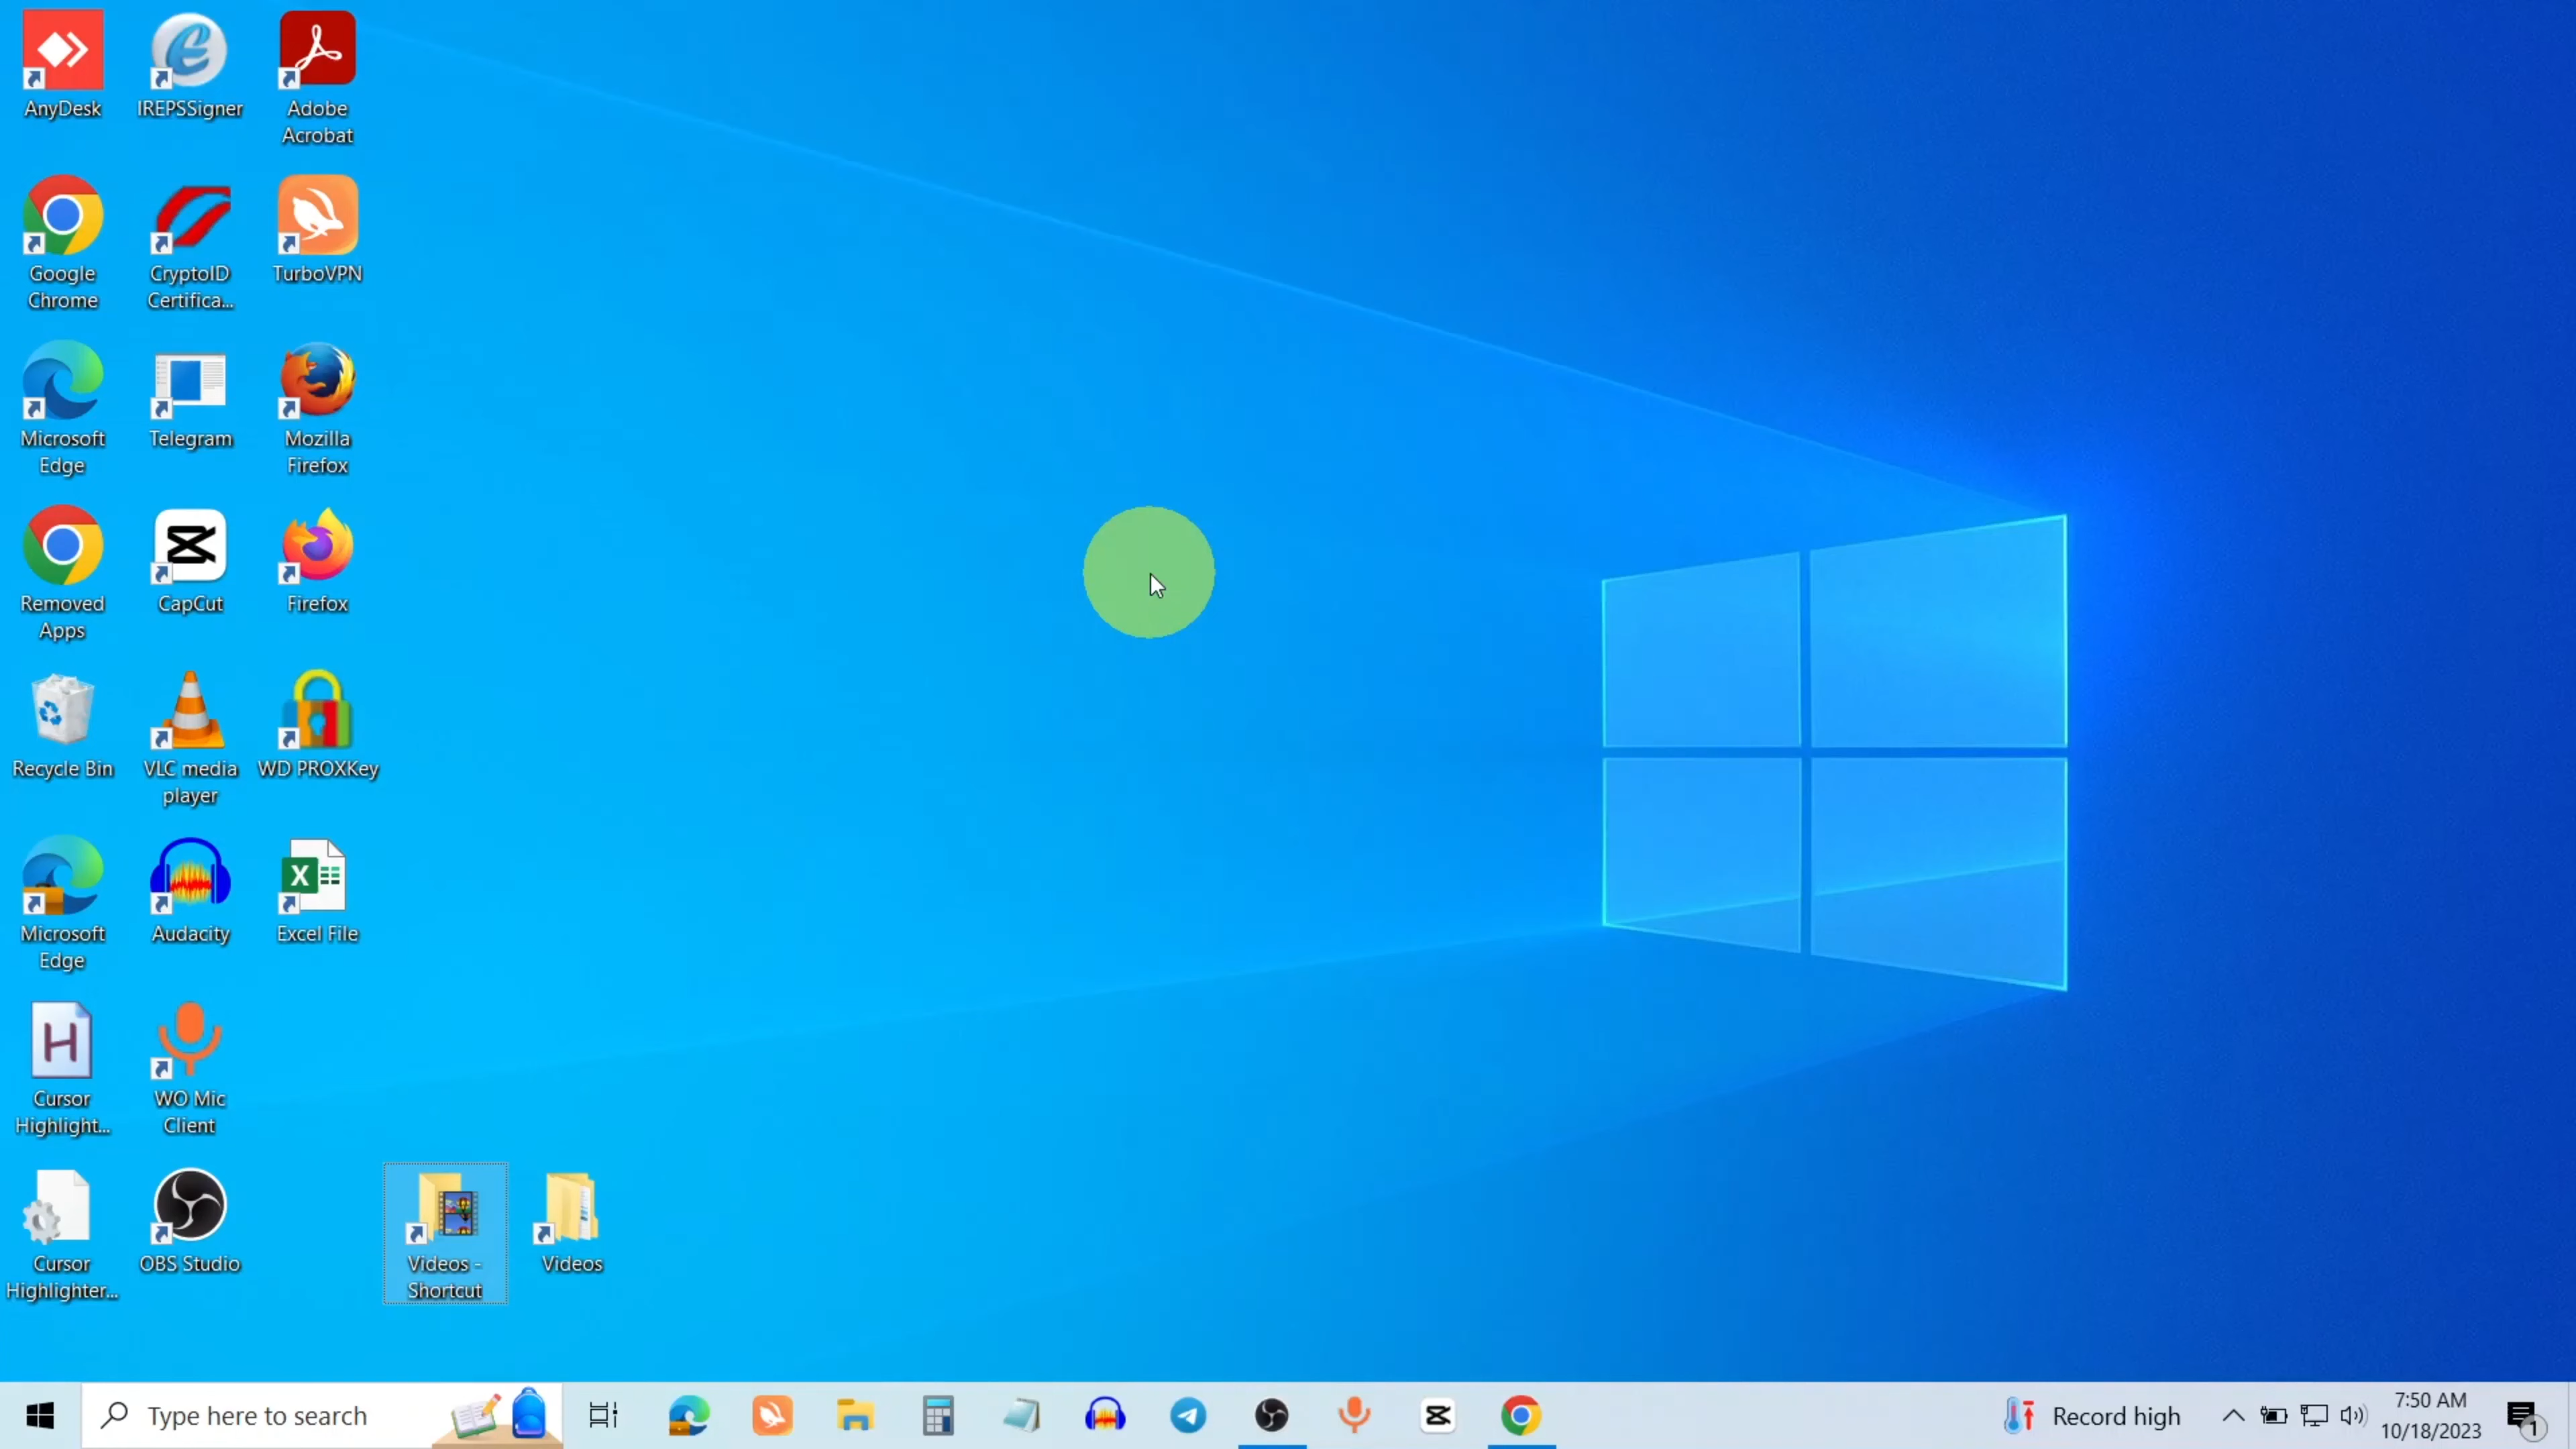 AnyDesk
IREPSSigner
Adobe
Acrobat
Google
Chrome
CryptoID
Certifica...
TurboVPN
Microsoft
Edge
Telegram
Mozilla
Firefox
Removed
Apps
CapCut
Firefox
Recycle Bin
VLC media
player
WD PROXKey
Microsoft
Edge
Audacity
X
Excel File
H
Cursor
Highlight...
WO Mic
Client
Cursor
Highlighter...
OBS Studio
Videos -
Shortcut
Videos
Type here to search
Record high
7:50 AM
10/18/2023
1